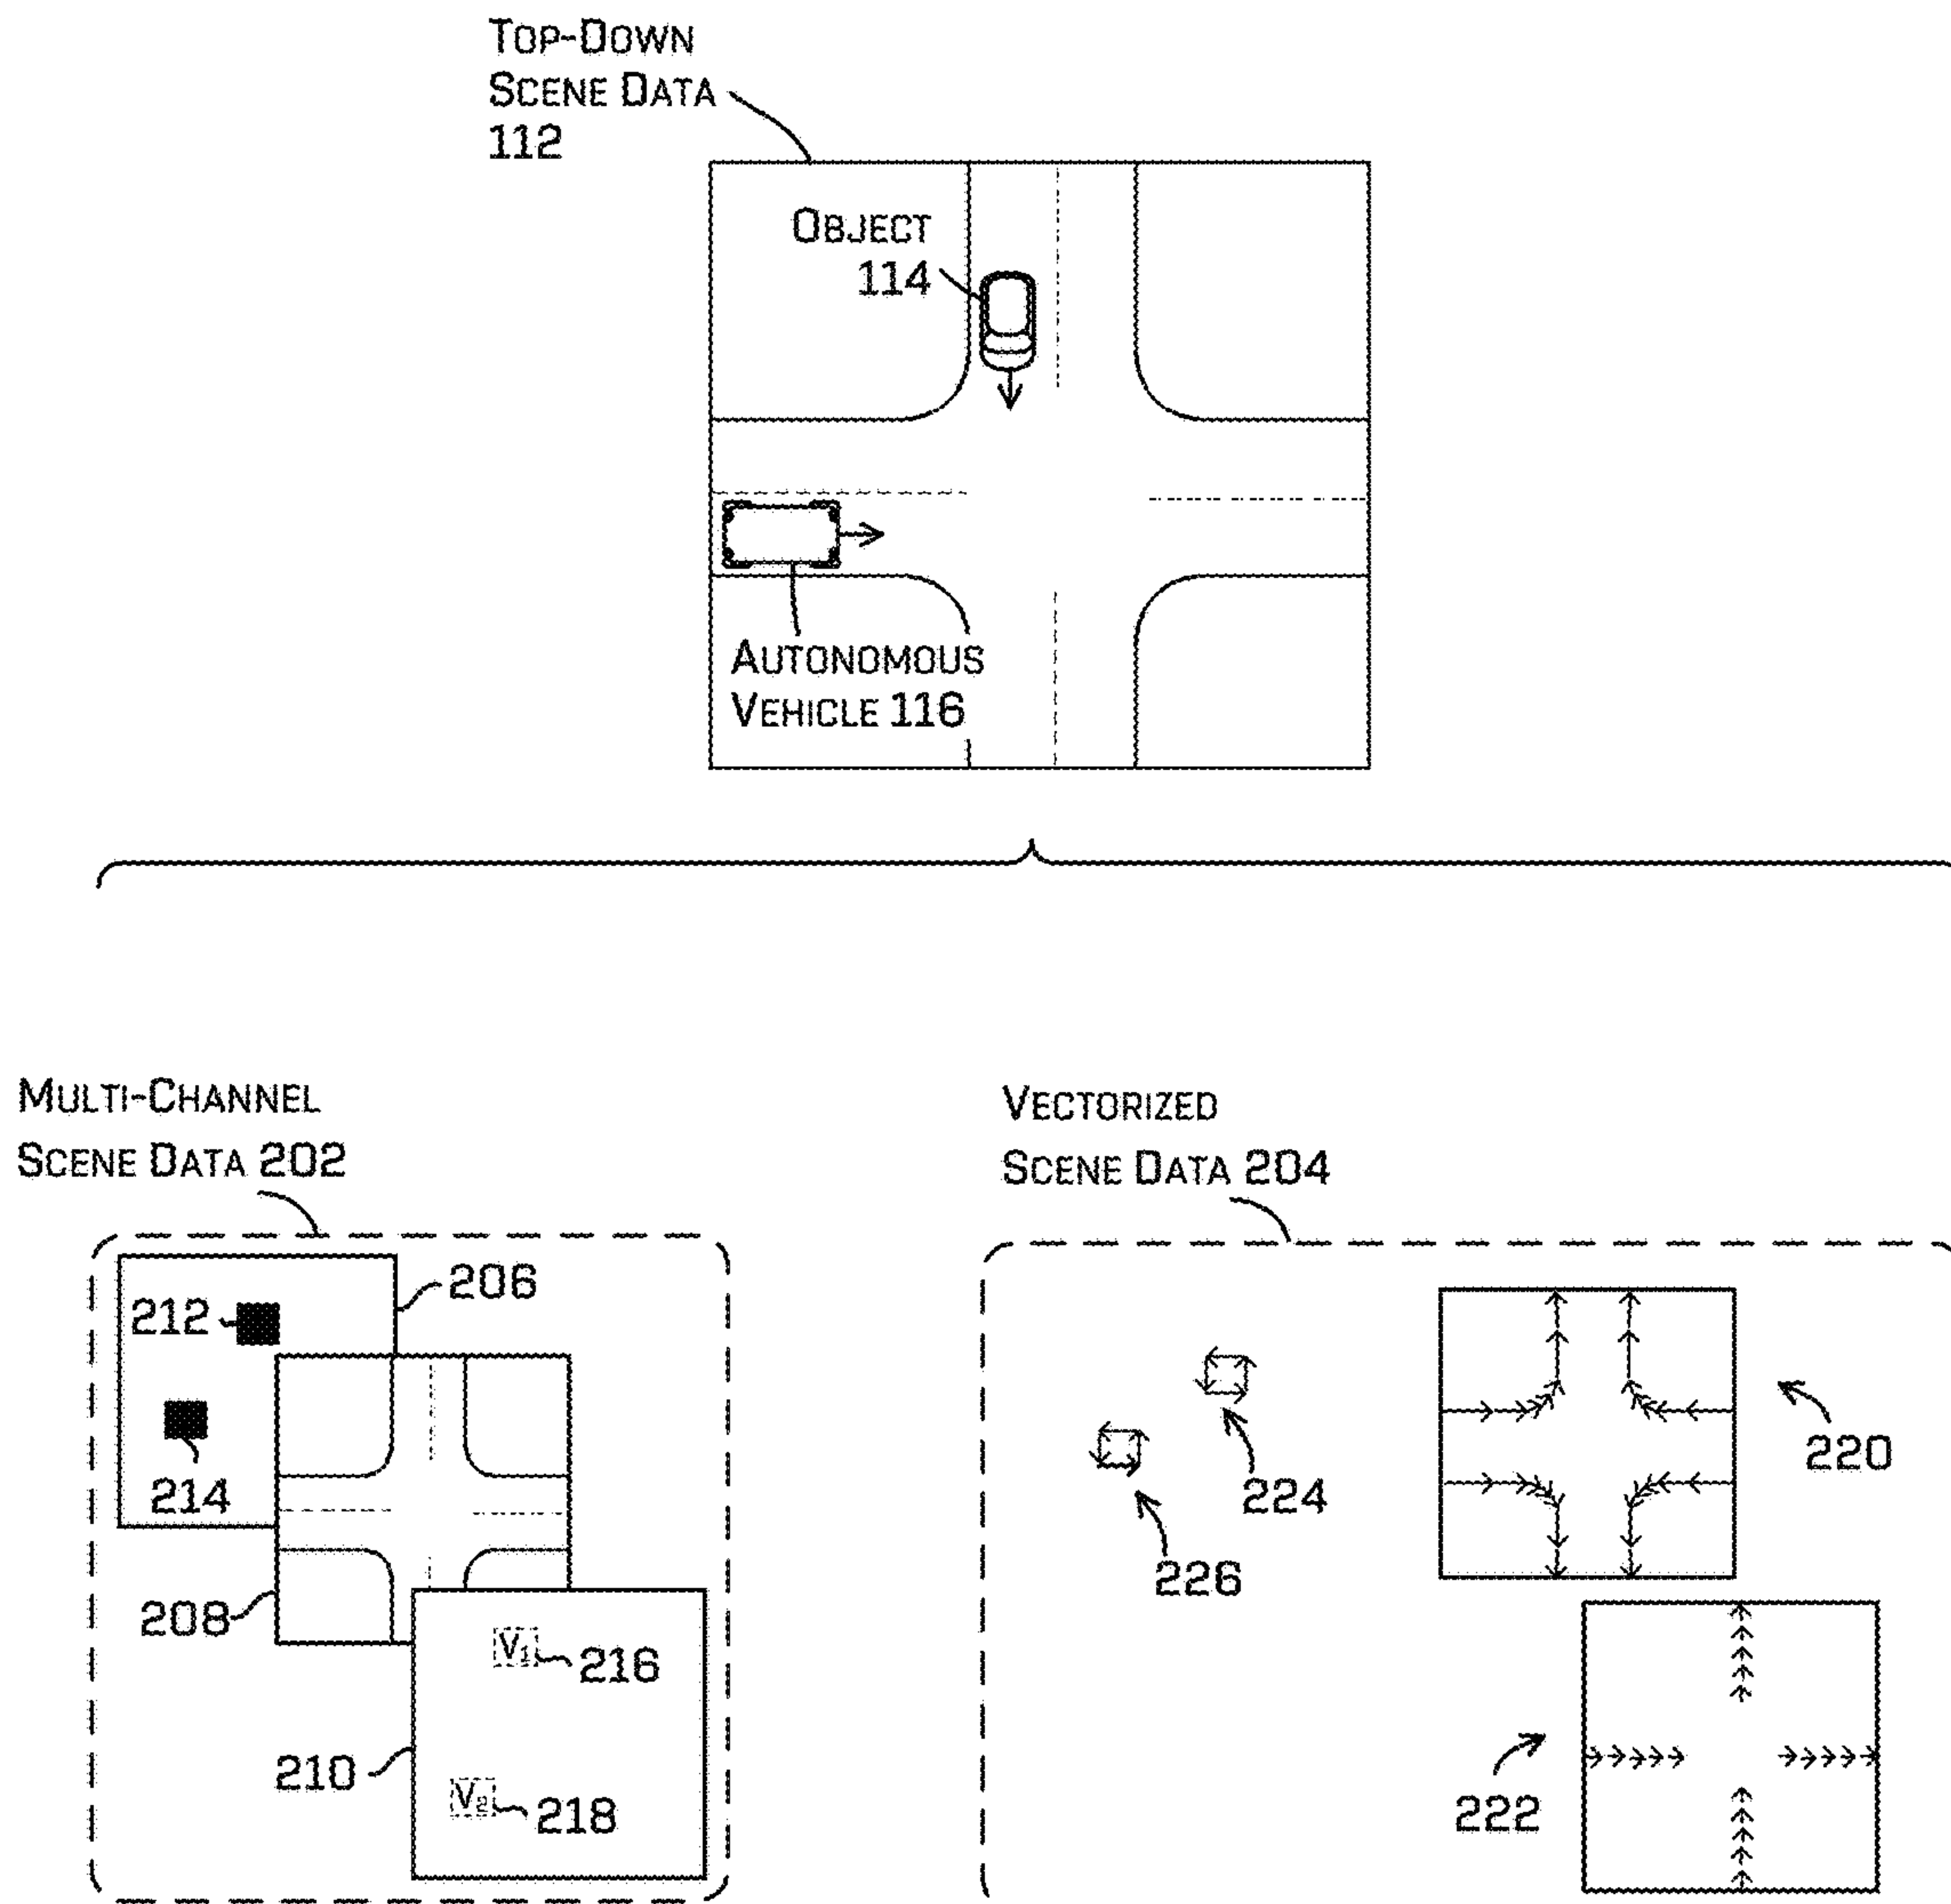 TOP-DOWN
SCENE DATA
112
OBJECT
114
AUTONOMOUS
VEHICLE 116
MULTI-CHANNEL
SCENE DATA 202
206
212
214
208
V1
216
210
V2
218
VECTORIZED
SCENE DATA 204
220
224
226
222